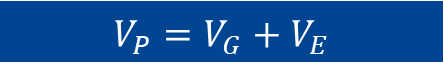 V_P = V_G + V_E